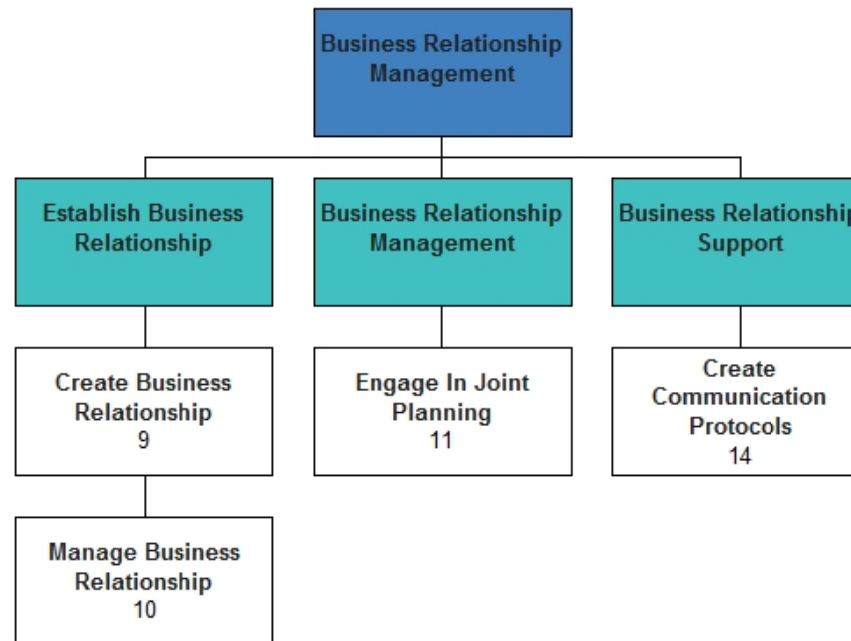 Business Relationship
Management
Establish Business
Relationship
Business Relationship
Management
Business Relationship
Support
Create Business
Relationship
9
Engage In Joint
Planning
11
Create
Communication
Protocols
14
Manage Business
Relationship
10